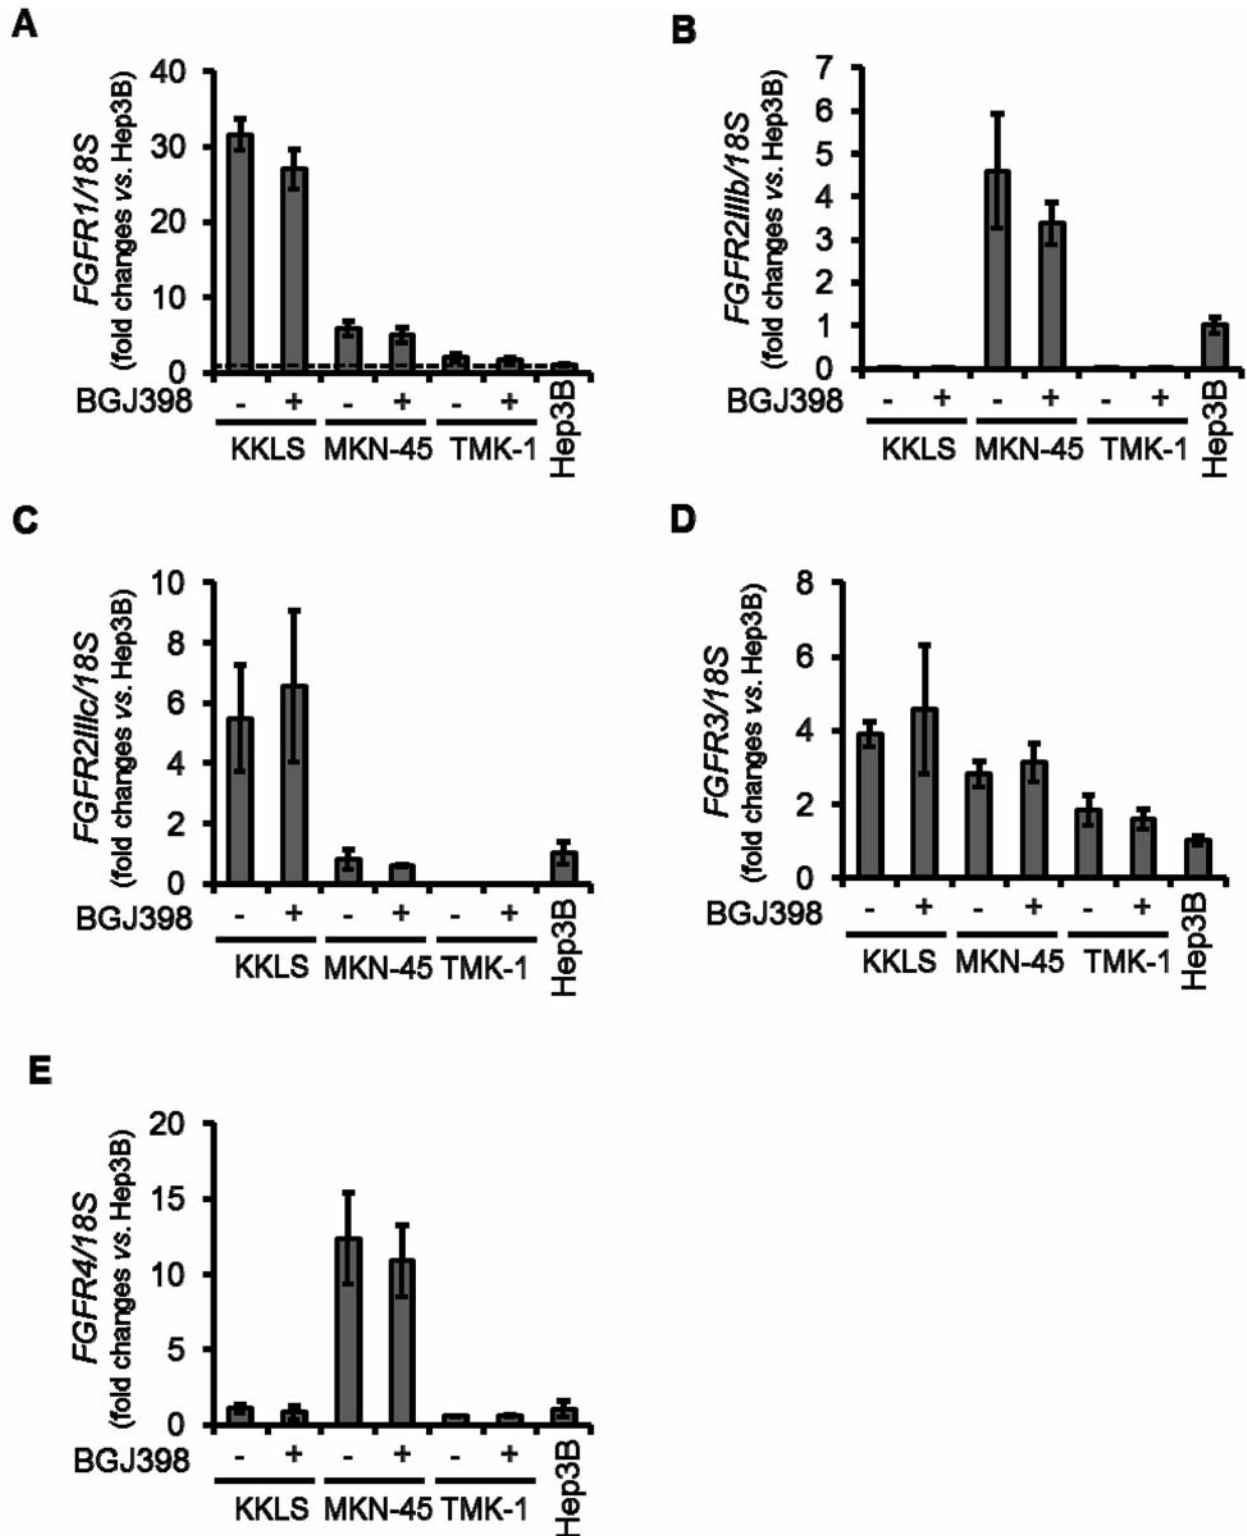 A
FGFR1/18S
(fold changes vs. Hep3B)
40
30
20
10
0
BGJ398 - + - + - +
KKLS MKN-45 TMK-1 Hep3B
B
FGFR2IIIb/18S
(fold changes vs. Hep3B)
7
6
5
4
3
2
1
0
BGJ398 - + - + - +
KKLS MKN-45 TMK-1 Hep3B
C
FGFR2IIIc/18S
(fold changes vs. Hep3B)
10
8
6
4
2
0
BGJ398 - + - + - +
KKLS MKN-45 TMK-1 Hep3B
D
FGFR3/18S
(fold changes vs. Hep3B)
8
6
4
2
0
BGJ398 - + - + - +
KKLS MKN-45 TMK-1 Hep3B
E
FGFR4/18S
(fold changes vs. Hep3B)
20
15
10
5
0
BGJ398 - + - + - +
KKLS MKN-45 TMK-1 Hep3B